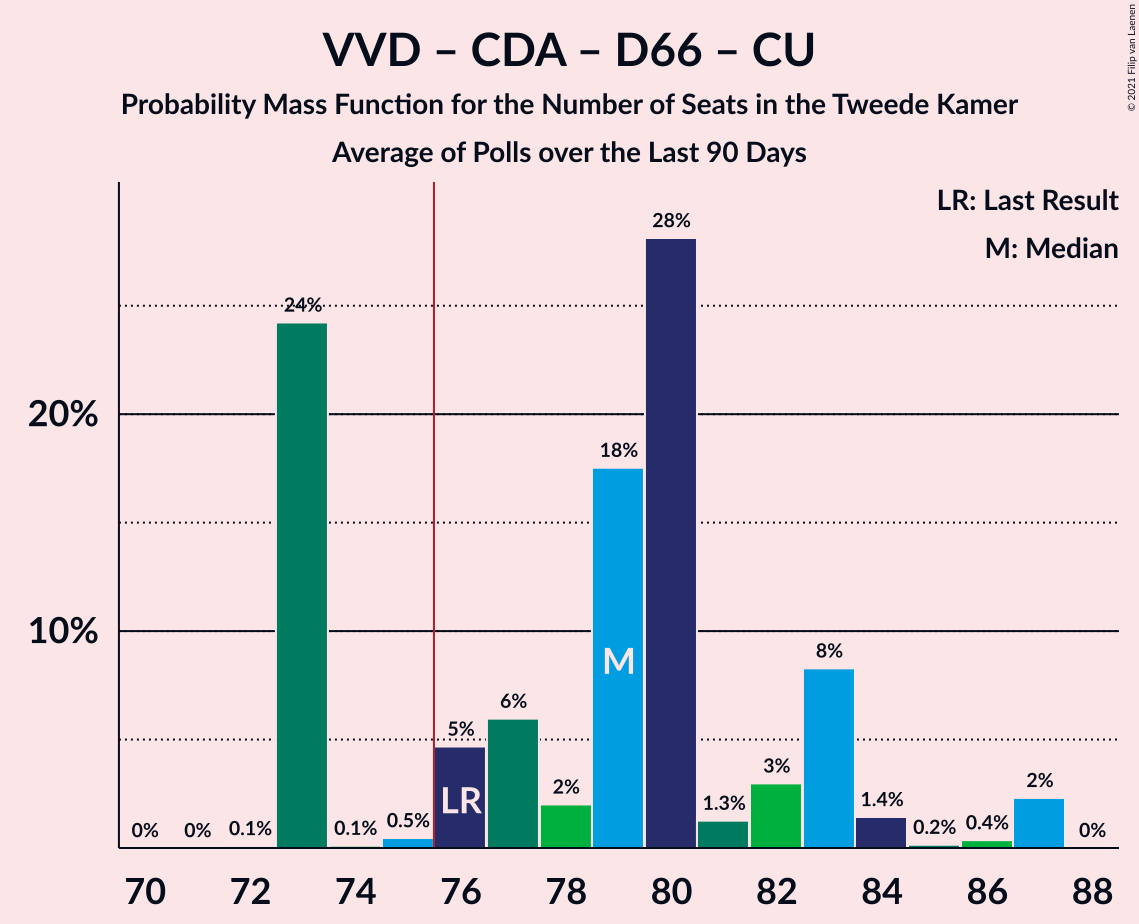 VVD – CDA – D66 – CU
Probability Mass Function for the Number of Seats in the Tweede Kamer
Average of Polls over the Last 90 Days
© 2021 Filip van Laenen
LR: Last Result
M: Median
28%
24%
20%
18%
10%
M
8%
6%
5%
LR
3%
2%
2%
1.3%
1.4%
0%
0%
0.1%
0.1%
0.5%
0.2%
0.4%
0%
70 72 74 76 78 80 82 84 86 88